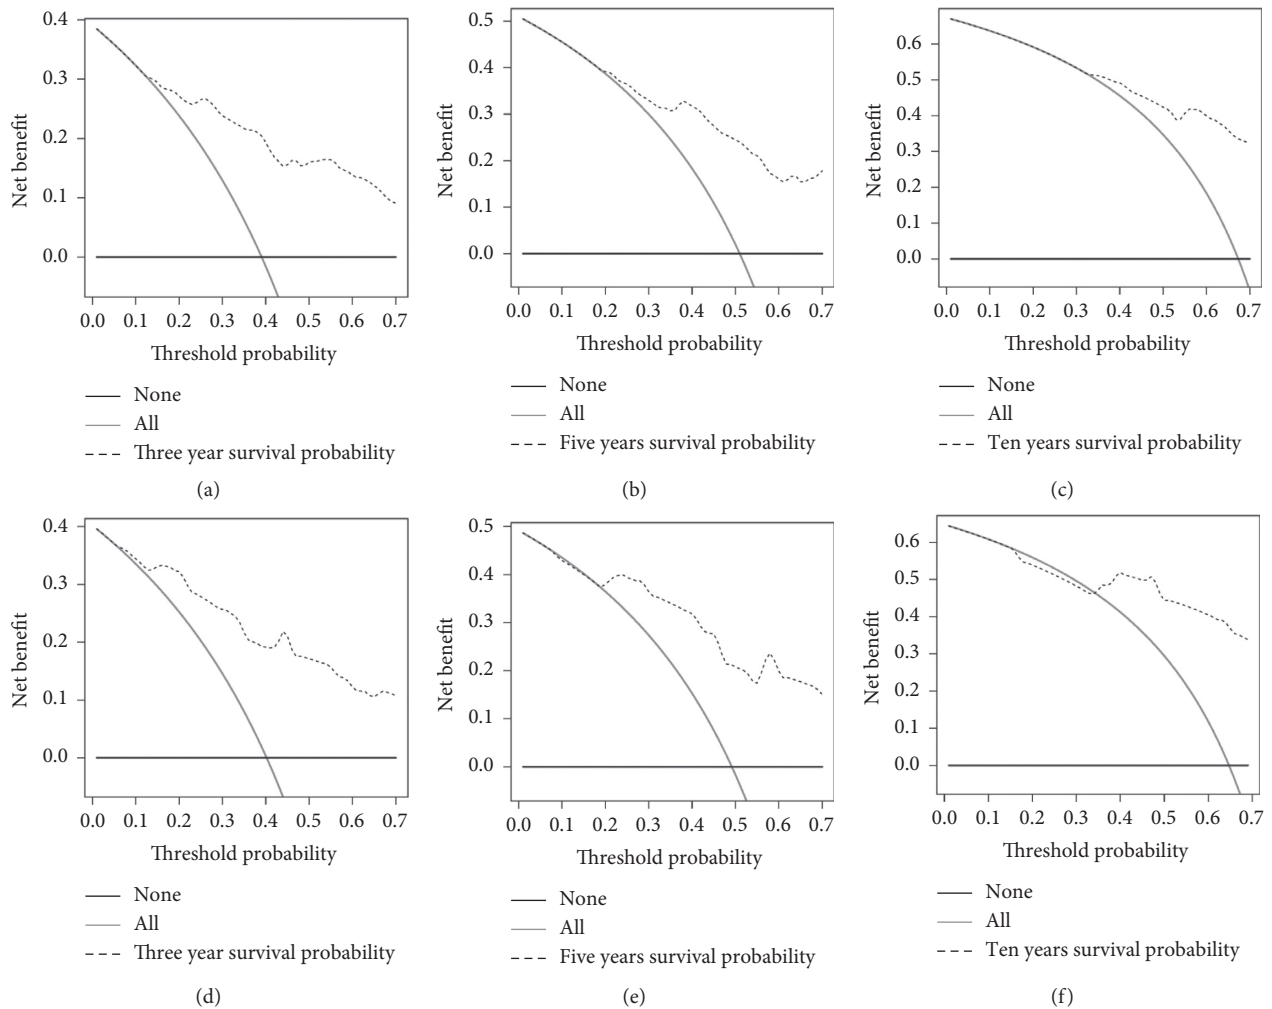 0.4
0.3
0.2
0.1
0.0
Net benefit
0.0 0.1 0.2 0.3 0.4 0.5 0.6 0.7
Threshold probability
None
All
Three year survival probability
(a)
0.5
0.4
0.3
0.2
0.1
0.0
Net benefit
0.0 0.1 0.2 0.3 0.4 0.5 0.6 0.7
Threshold probability
None
All
Five years survival probability
(b)
0.6
0.5
0.4
0.3
0.2
0.1
0.0
Net benefit
0.0 0.1 0.2 0.3 0.4 0.5 0.6 0.7
Threshold probability
None
All
Ten years survival probability
(c)
0.4
0.3
0.2
0.1
0.0
Net benefit
0.0 0.1 0.2 0.3 0.4 0.5 0.6 0.7
Threshold probability
None
All
Three year survival probability
(d)
0.5
0.4
0.3
0.2
0.1
0.0
Net benefit
0.0 0.1 0.2 0.3 0.4 0.5 0.6 0.7
Threshold probability
None
All
Five years survival probability
(e)
0.6
0.5
0.4
0.3
0.2
0.1
0.0
Net benefit
0.0 0.1 0.2 0.3 0.4 0.5 0.6 0.7
Threshold probability
None
All
Ten years survival probability
(f)